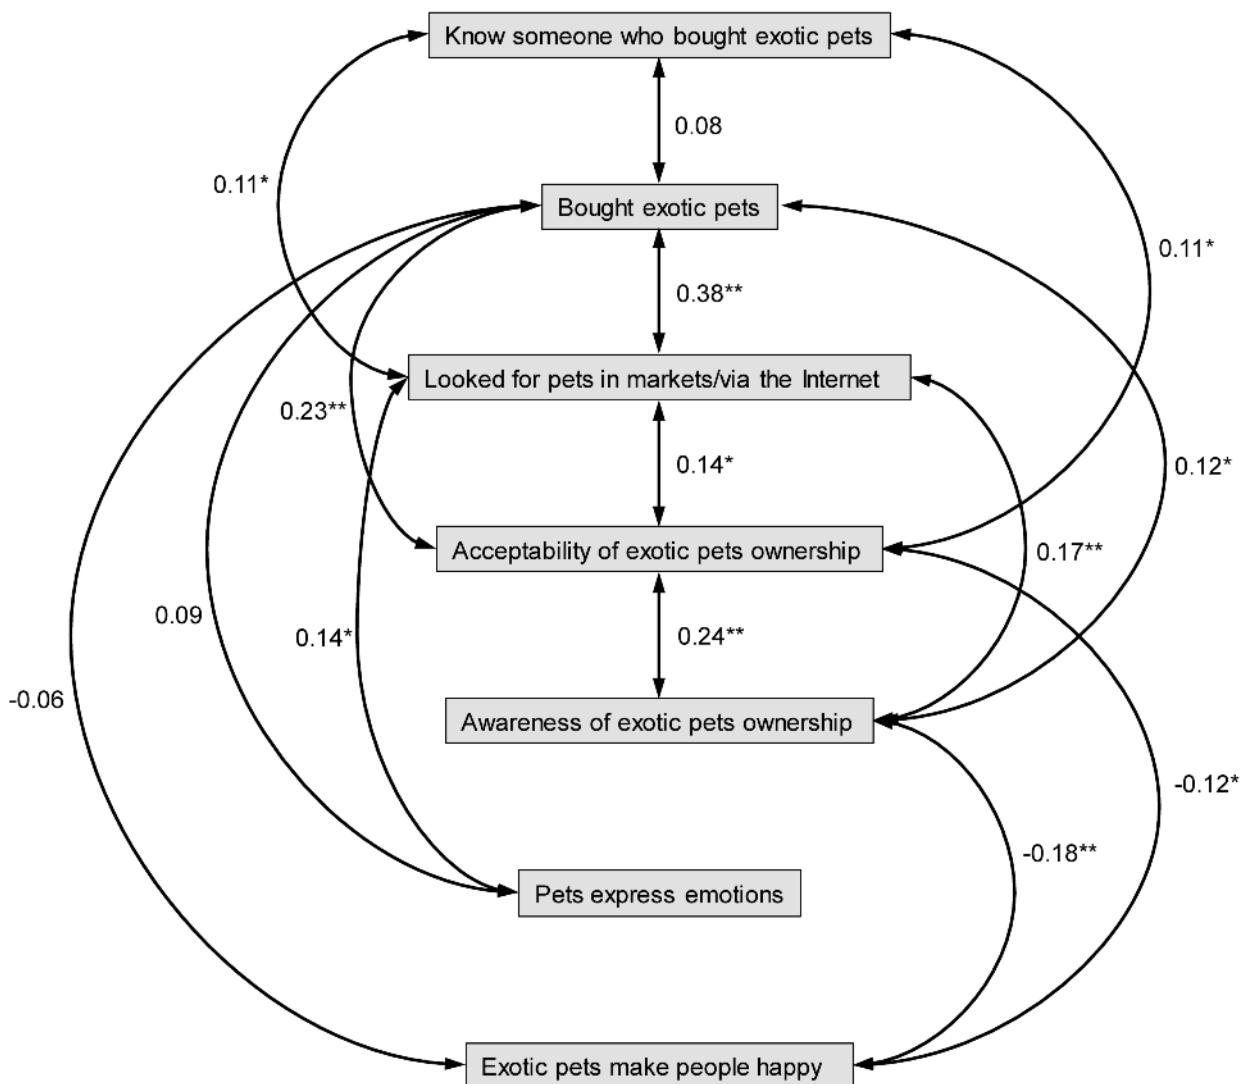 Know someone who bought exotic pets
0.08
0.11*
Bought exotic pets
0.11*
0.38**
Looked for pets in markets/via the Internet
0.23**
0.14*
0.12*
Acceptability of exotic pets ownership
0.17**
0.09
0.14*
0.24**
-0.06
Awareness of exotic pets ownership
-0.12*
-0.18**
Pets express emotions
Exotic pets make people happy